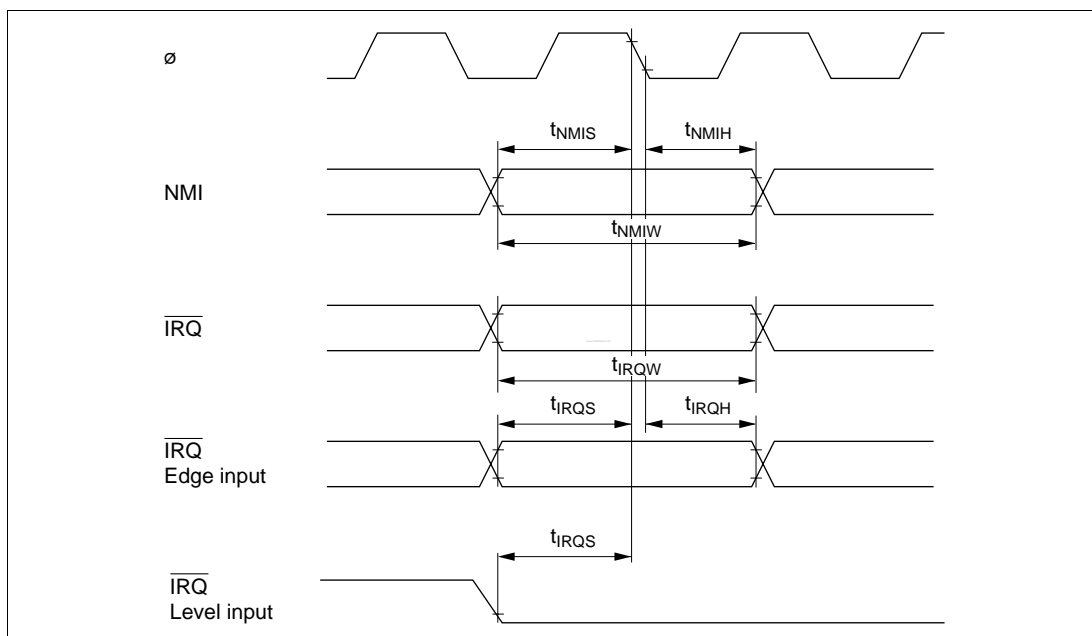 ø
tNMIS
tNMIH
NMI
tNMIW
IRQ
tIRQW
tIRQS
tIRQH
IRQ
Edge input
tIRQS
IRQ
Level input